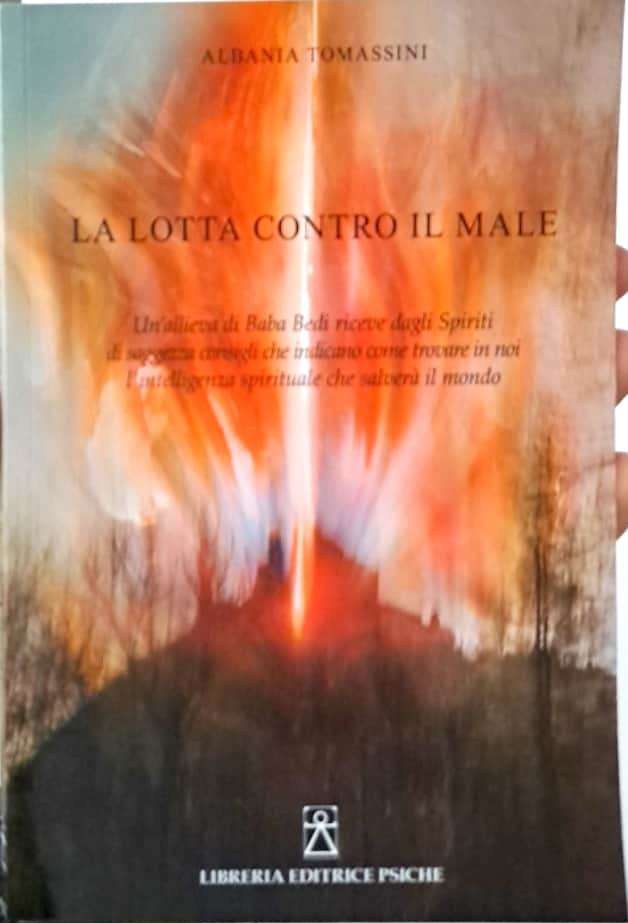 ALBANIA TOMASSINI
LA LOTTA CONTRO IL MALE
Un'allieva di Baba Bedi riceve dagli Spiriti
di saggezza consigli che indicano come trovare in noi
l'intelligenza spirituale che salverà il mondo
LIBRERIA EDITRICE PSICHE